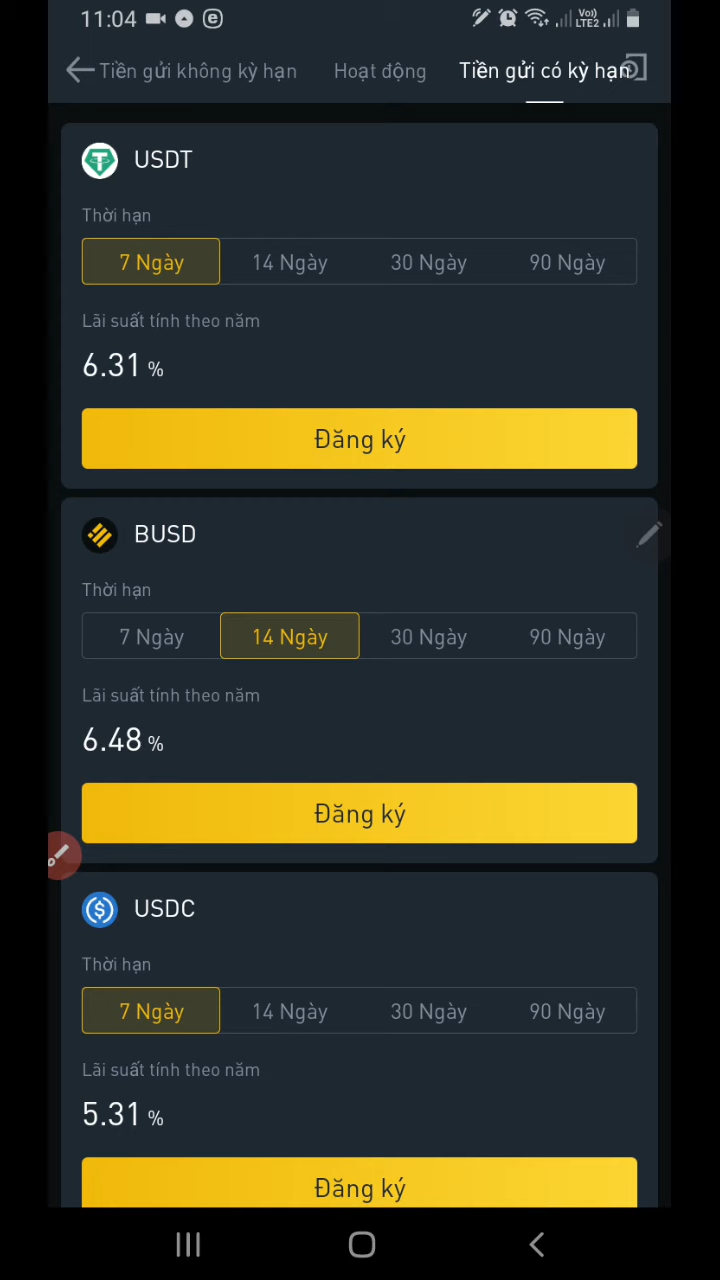 11:04
Vo)) LTE2
Tiền gửi không kỳ hạn Hoạt động Tiền gửi có kỳ hạn
USDT
Thời hạn
7 Ngày 14 Ngày 30 Ngày 90 Ngày
Lãi suất tính theo năm
6.31 %
Đăng ký
BUSD
Thời hạn
7 Ngày 14 Ngày 30 Ngày 90 Ngày
Lãi suất tính theo năm
6.48 %
Đăng ký
USDC
Thời hạn
7 Ngày 14 Ngày 30 Ngày 90 Ngày
Lãi suất tính theo năm
5.31 %
Đăng ký